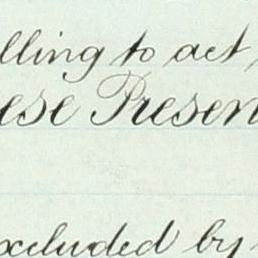 lling to act,
ese Presen
xcluded by